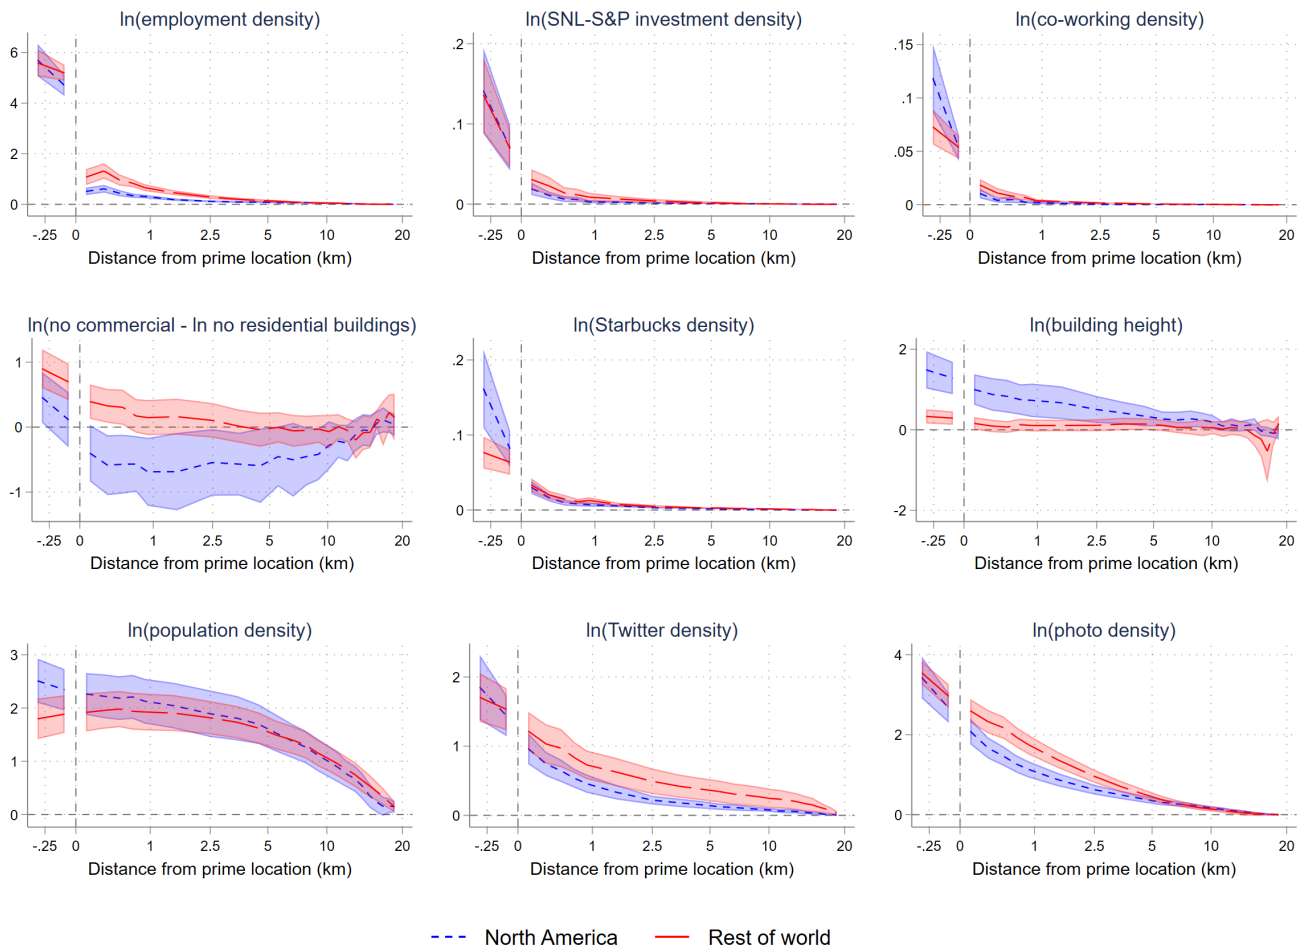 ln(employment density)
6
4
2
0
-.25 0 1 2.5 5 10 20
Distance from prime location (km)
ln(SNL-S&P investment density)
.2
.1
0
-.25 0 1 2.5 5 10 20
Distance from prime location (km)
ln(co-working density)
.15
.1
.05
0
-.25 0 1 2.5 5 10 20
Distance from prime location (km)
ln(no commercial - ln no residential buildings)
1
0
-1
-.25 0 1 2.5 5 10 20
Distance from prime location (km)
ln(Starbucks density)
.2
.1
0
-.25 0 1 2.5 5 10 20
Distance from prime location (km)
ln(building height)
2
0
-2
-.25 0 1 2.5 5 10 20
Distance from prime location (km)
ln(population density)
3
2
1
0
-.25 0 1 2.5 5 10 20
Distance from prime location (km)
ln(Twitter density)
2
1
0
-.25 0 1 2.5 5 10 20
Distance from prime location (km)
ln(photo density)
4
2
0
-.25 0 1 2.5 5 10 20
Distance from prime location (km)
North America Rest of world